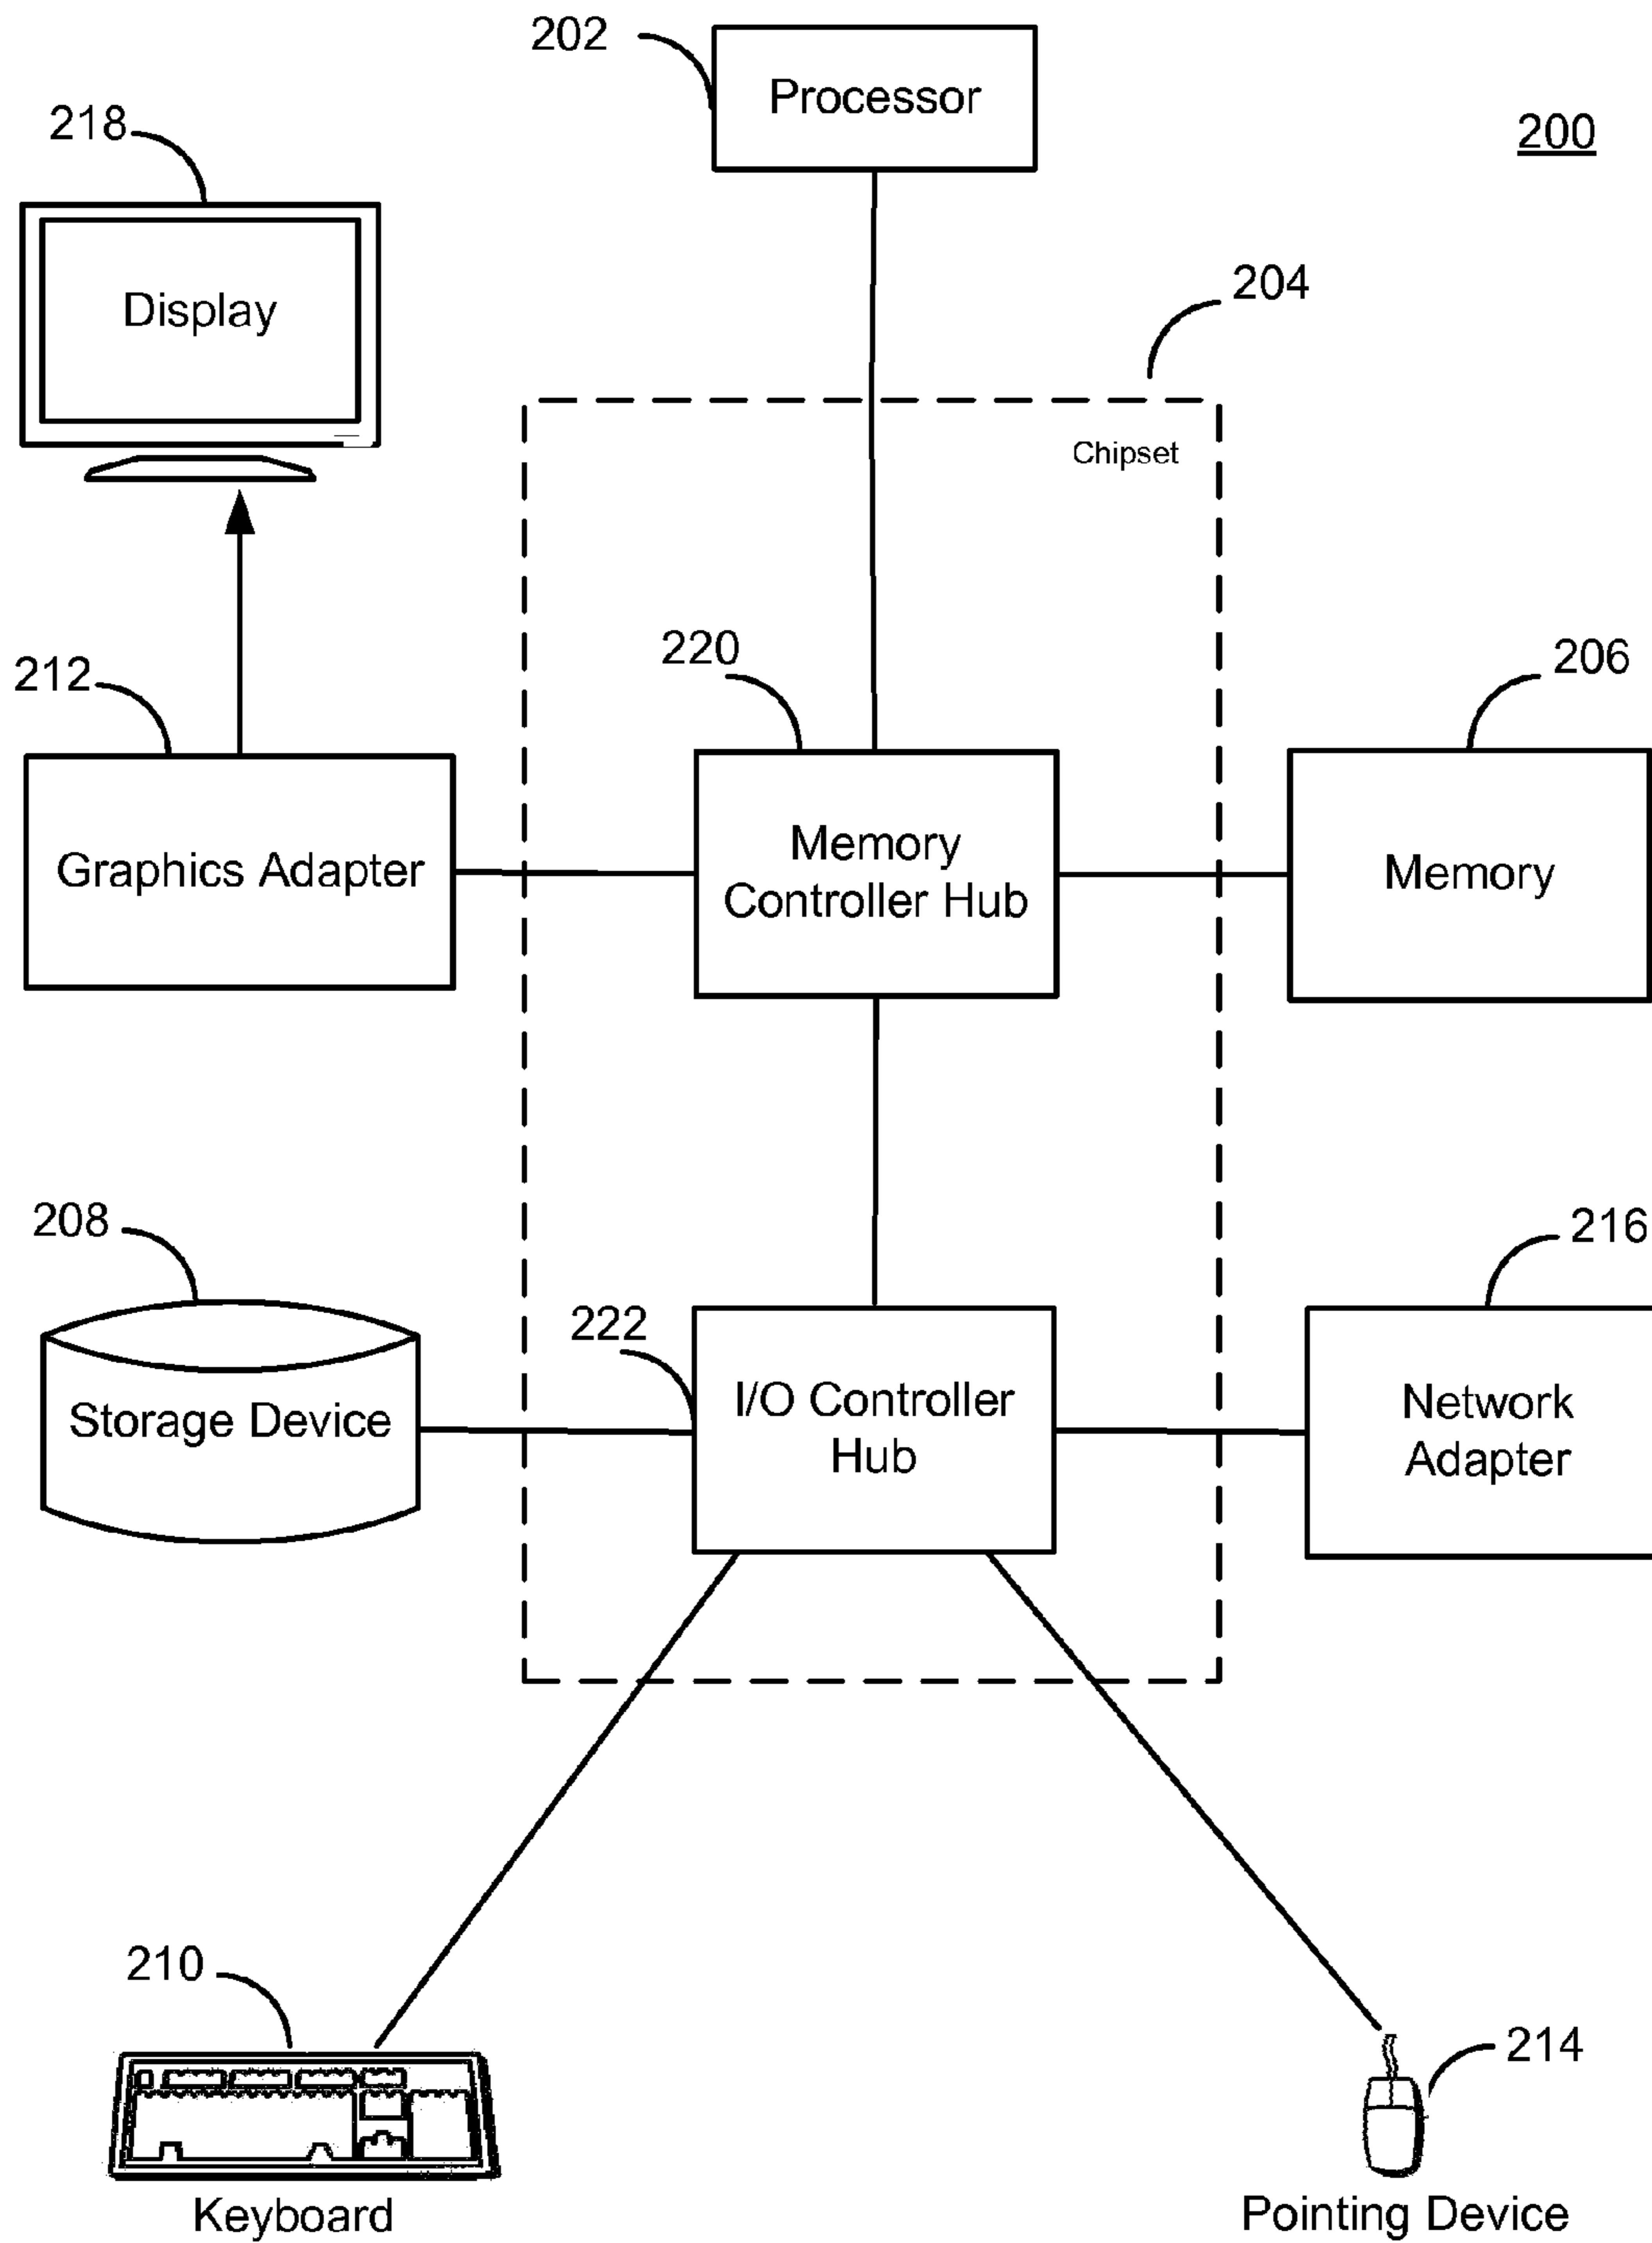 202
Processor
200
218
Display
204
Chipset
212
220
206
Graphics Adapter
Memory
Controller Hub
Memory
208
216
222
Storage Device
I/O Controller
Hub
Network
Adapter
210
214
Keyboard
Pointing Device